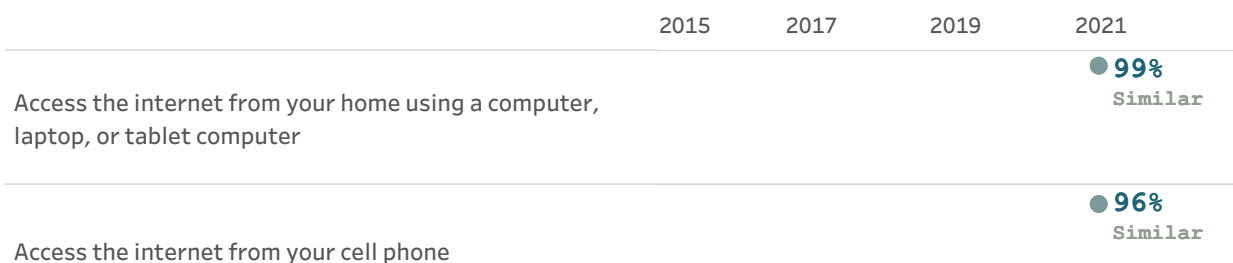 2015 2017 2019 2021
99%
Similar
Access the internet from your home using a computer,
laptop, or tablet computer
96%
Similar
Access the internet from your cell phone